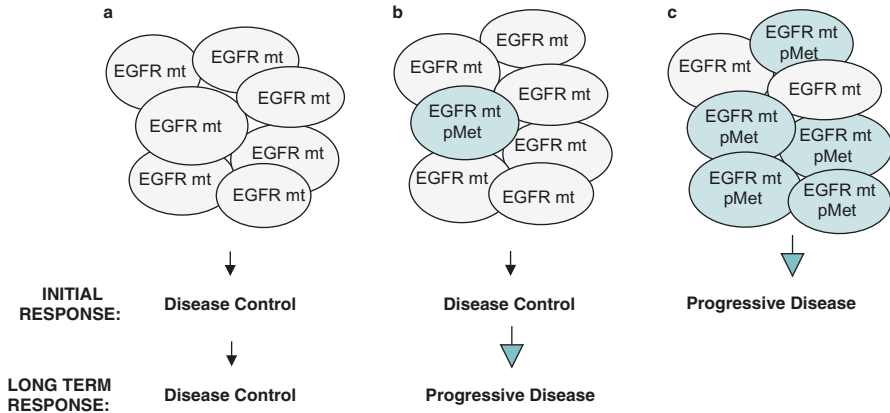 a
EGFR mt
EGFR mt
EGFR mt
EGFR mt
EGFR mt
EGFR mt
EGFR mt
b
EGFR mt
EGFR mt
EGFR mt
EGFR mt
pMet
EGFR mt
EGFR mt
EGFR mt
c
EGFR mt
pMet
EGFR mt
EGFR mt
EGFR mt
pMet
EGFR mt
pMet
EGFR mt
pMet
EGFR mt
pMet
INITIAL
RESPONSE:
Disease Control
Disease Control
Progressive Disease
LONG TERM
RESPONSE:
Disease Control
Progressive Disease